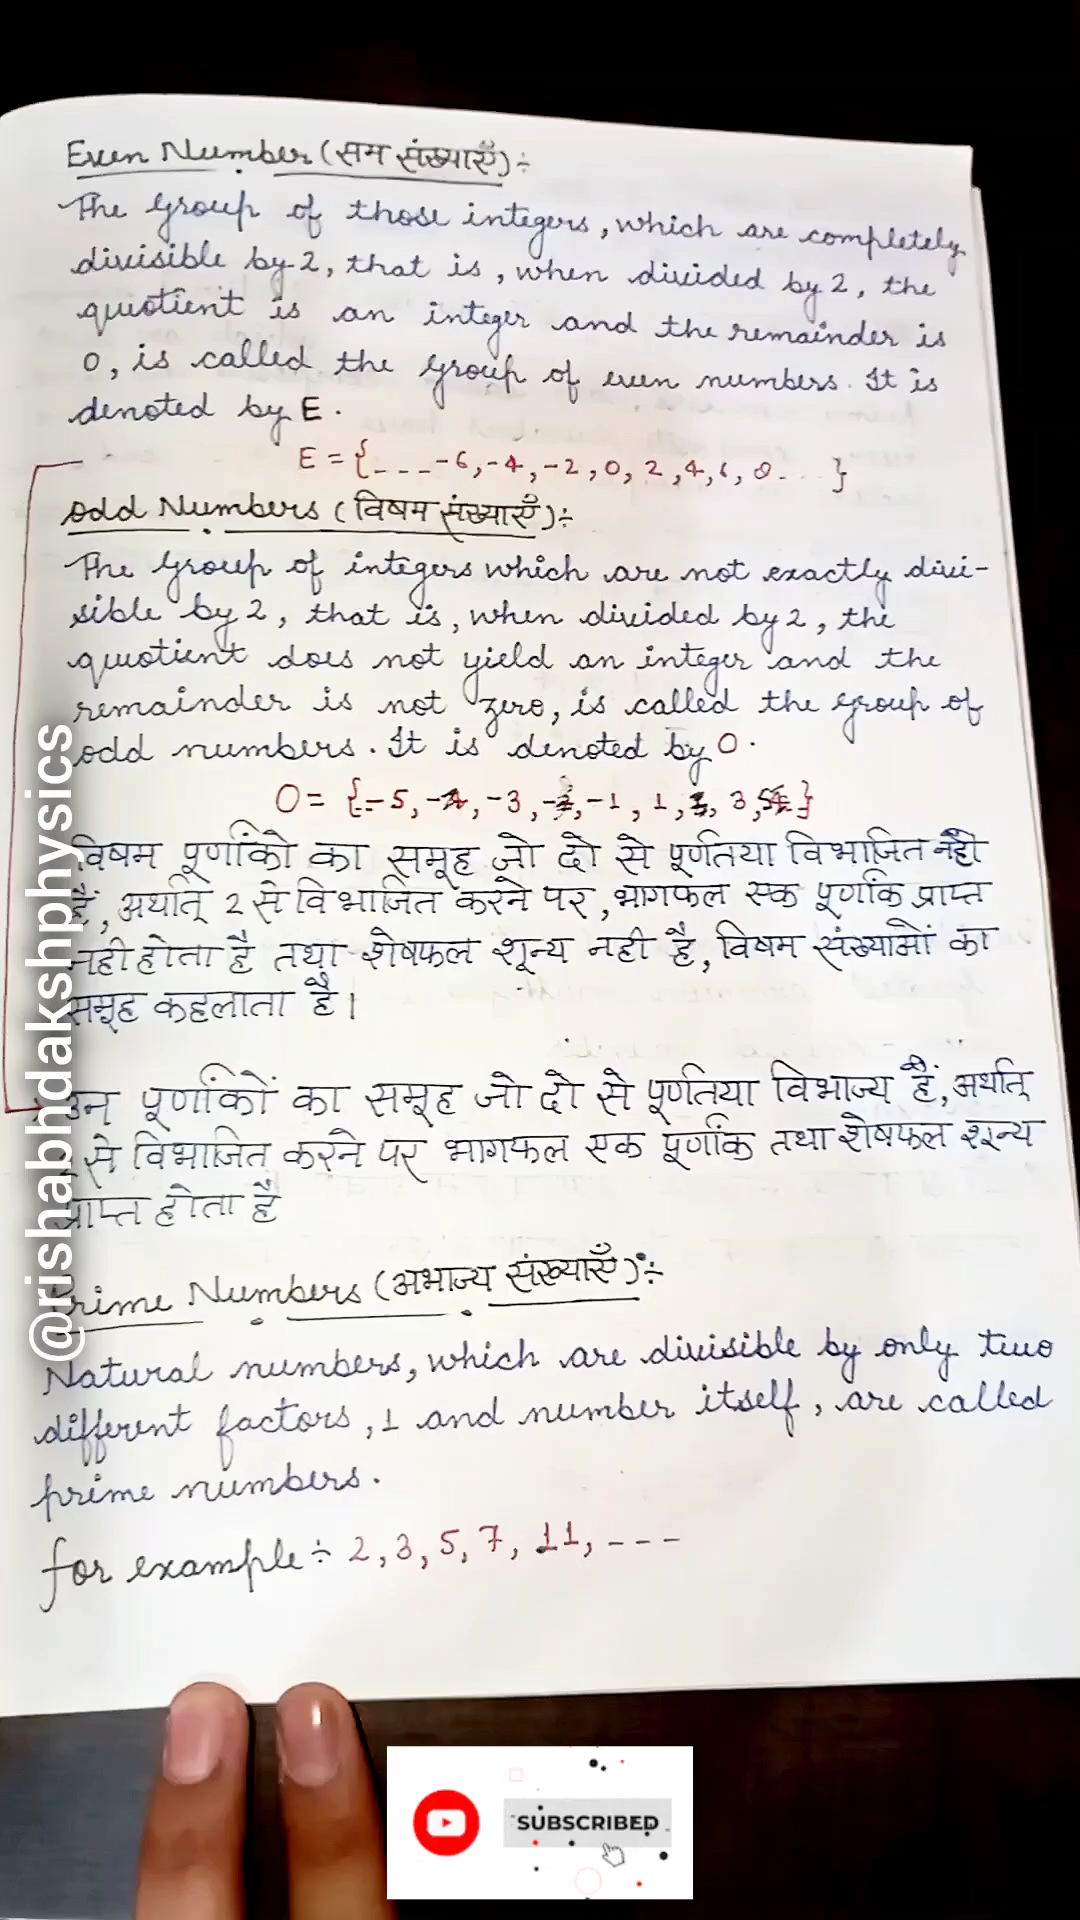 Even Number (सम संख्याएँ) ÷
The group of those integers, which are completely
divisible by 2, that is, when divided by 2, the
quotient is an integer and the remainder is
0, is called the group of even numbers. It is
denoted by E.
E = {_ _ _ -6, -4, -2, 0, 2, 4, 6, 8... }
Odd Numbers (विषम संख्याएँ) ÷
The group of integers which are not exactly divi-
sible by 2, that is, when divided by 2, the
quotient does not yield an integer and the
remainder is not zero, is called the group of
odd numbers. It is denoted by O.
O = {-5, -3, -1, 1, 3, 5 }
विषम पूर्णांको का समूह जो दो से पूर्णतया विभाजित नही
हैं, अर्थात् 2 से विभाजित करने पर, भागफल एक पूर्णांक प्राप्त
नही होता है तथा शेषफल शून्य नही है, विषम संख्याओं का
समूह कहलाता है।
उन पूर्णांकों का समूह जो दो से पूर्णतया विभाज्य हैं, अर्थात्
2 से विभाजित करने पर भागफल एक पूर्णांक तथा शेषफल शून्य
प्राप्त होता है
Prime Numbers (अभाज्य संख्याएँ) ÷
Natural numbers, which are divisible by only two
different factors, 1 and number itself, are called
prime numbers.
for example ÷ 2, 3, 5, 7, 11, - - -
@rishabhdakshphysics
SUBSCRIBED